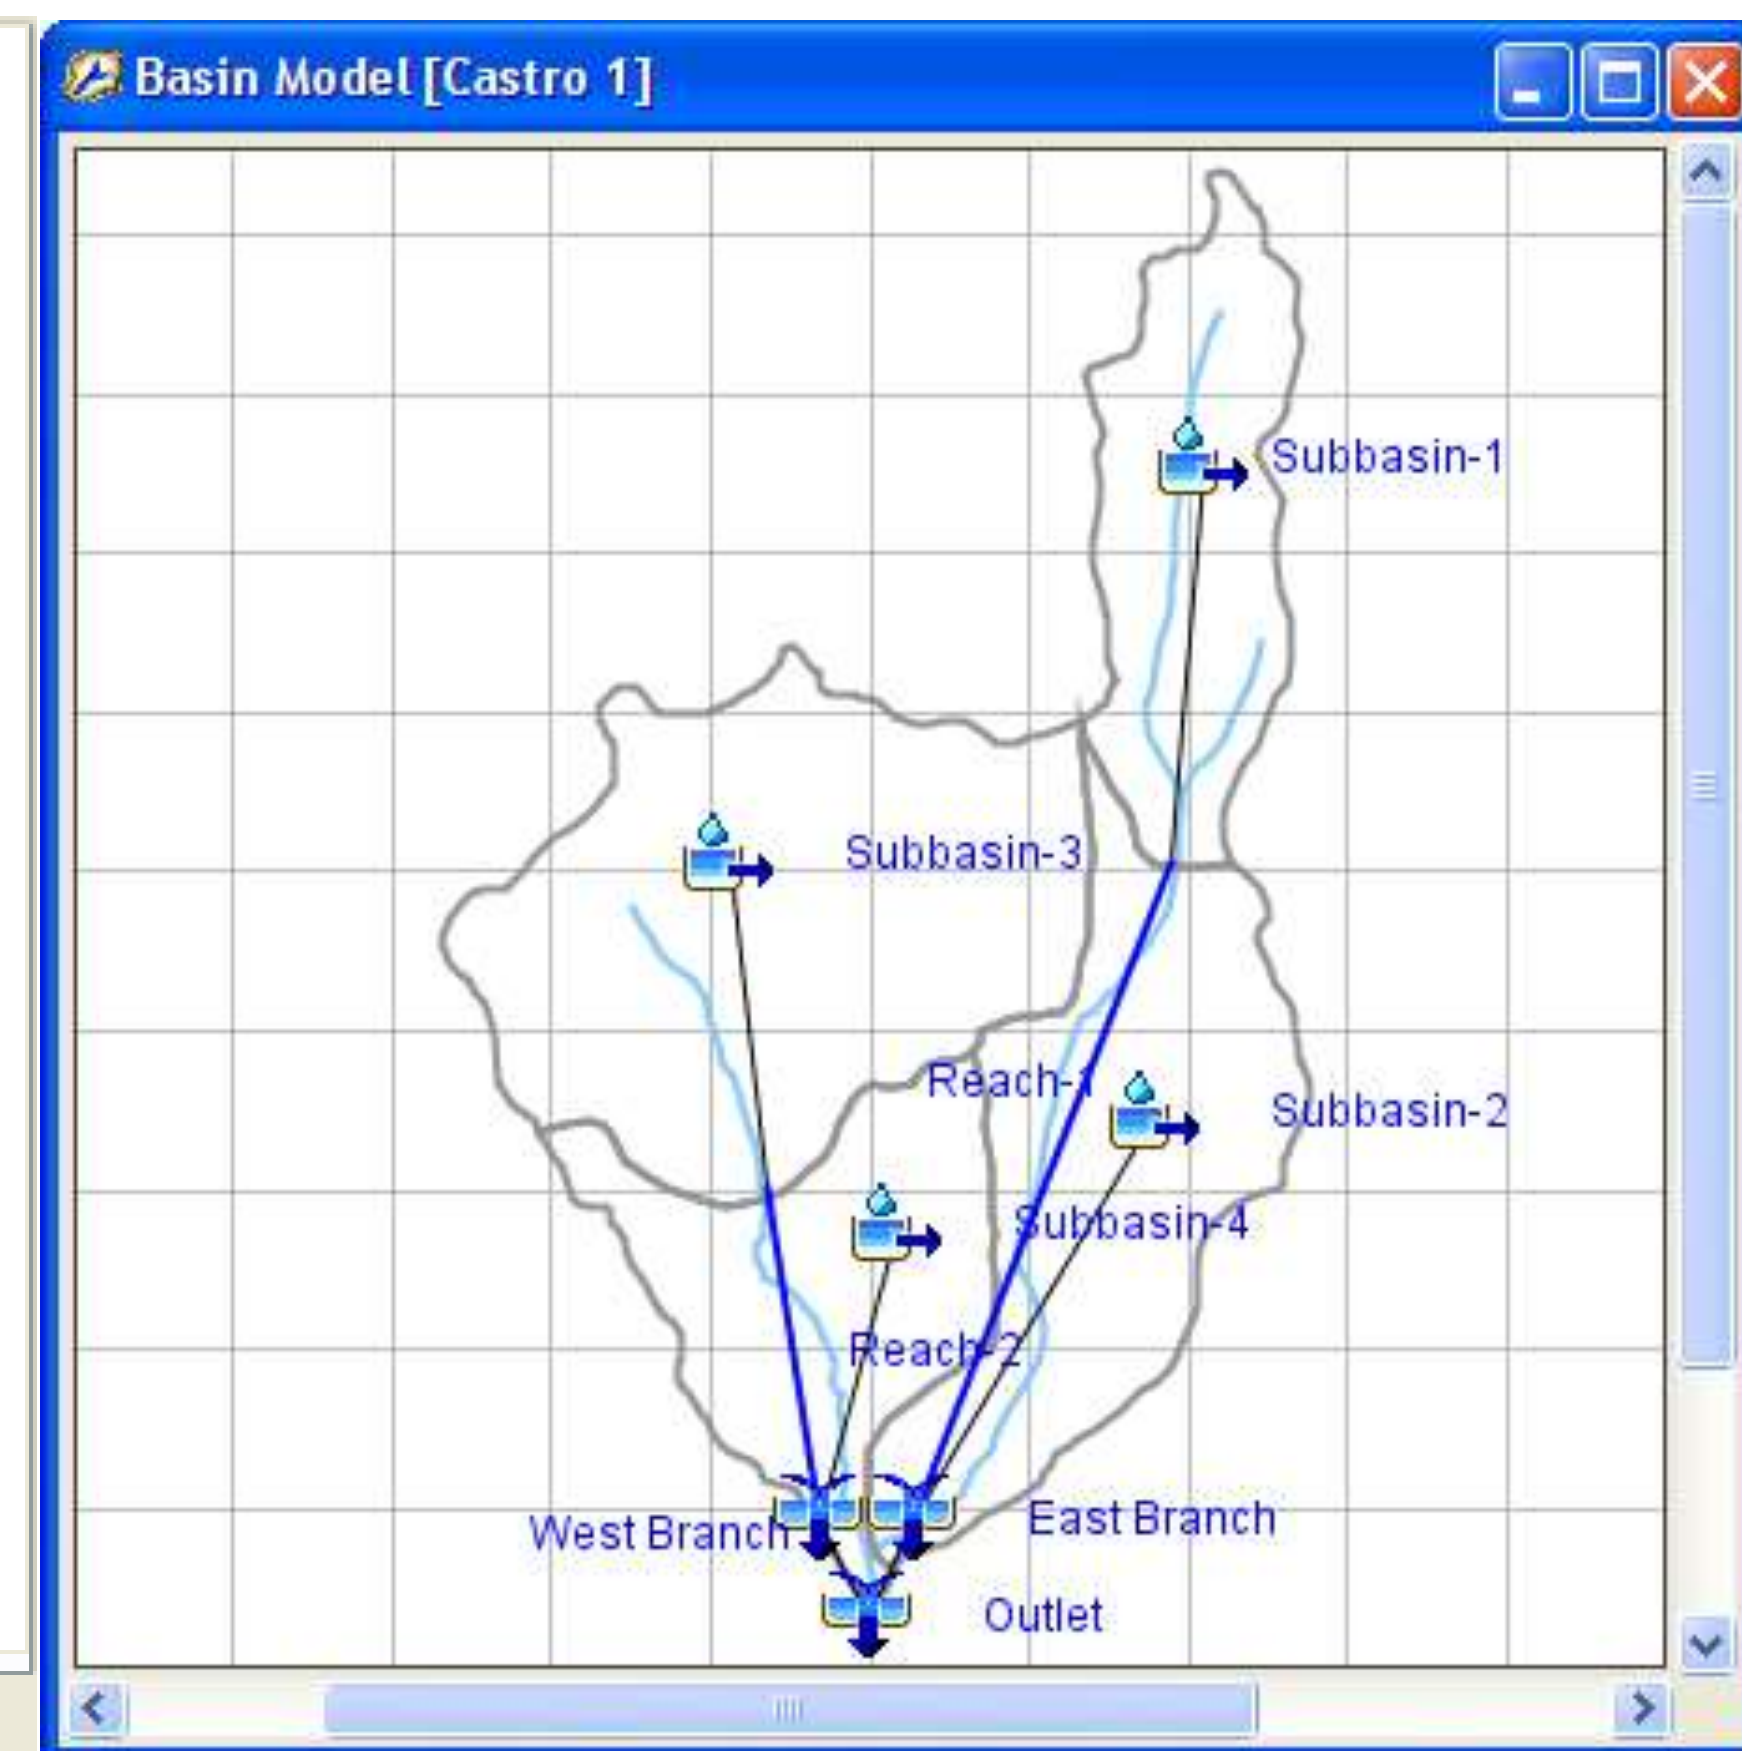 Basin Model [Castro 1]
Subbasin-1
Subbasin-3
Reach-1
Subbasin-2
Subbasin-4
Reach-2
West Branch
East Branch
Outlet